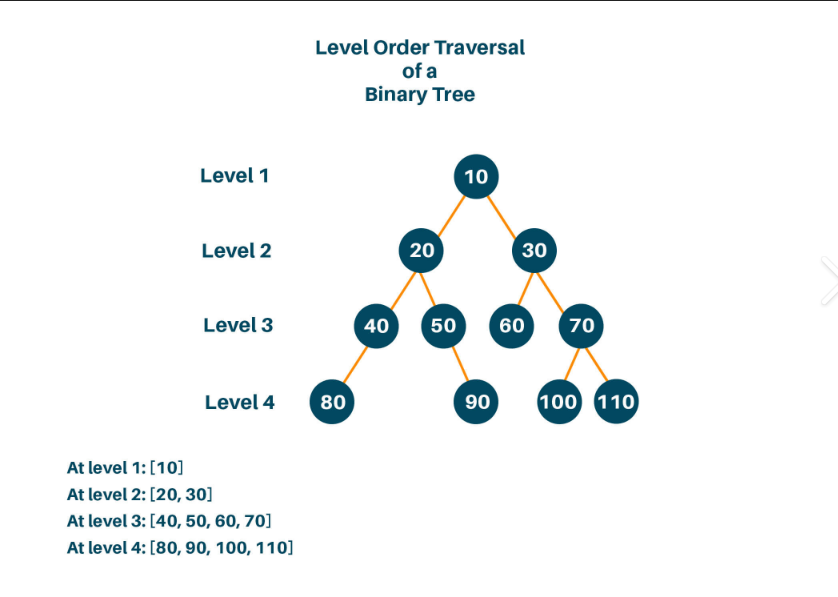 Level Order Traversal
of a
Binary Tree
Level 1
10
Level 2
20 30
Level 3
40 50 60 70
Level 4
80 90 100 110
At level 1: [10]
At level 2: [20, 30]
At level 3: [40, 50, 60, 70]
At level 4: [80, 90, 100, 110]